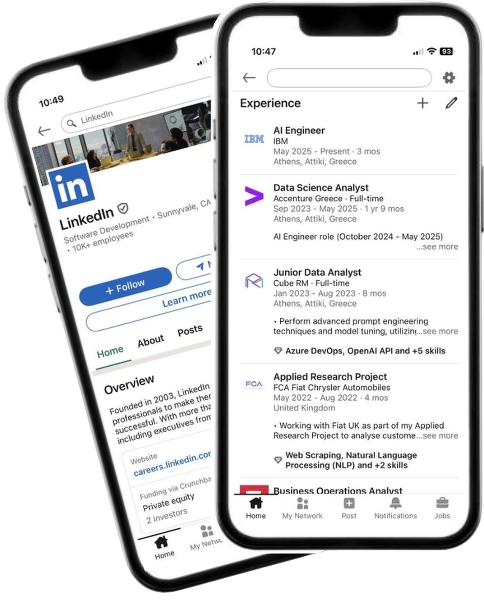 10:49
LinkedIn
in
LinkedIn
Software Development • Sunnyvale, CA
• 10K+ employees
+ Follow
Learn more
Home About Posts
Overview
Founded in 2003, LinkedIn
professionals to make them
successful. With more tha
including executives from
Website
careers.linkedin.com
Funding via Crunchba
Private equity
2 investors
Home
My Netwo
10:47
93
Experience
IBM
AI Engineer
IBM
May 2025 - Present · 3 mos
Athens, Attiki, Greece
Data Science Analyst
Accenture Greece · Full-time
Sep 2023 - May 2025 · 1 yr 9 mos
Athens, Attiki, Greece
AI Engineer role (October 2024 - May 2025)
...see more
Junior Data Analyst
Cube RM · Full-time
Jan 2023 - Aug 2023 · 8 mos
Athens, Attiki, Greece
• Perform advanced prompt engineering
techniques and model tuning, utilizing...see more
Azure DevOps, OpenAI API and +5 skills
FCA
Applied Research Project
FCA Fiat Chrysler Automobiles
May 2022 - Aug 2022 · 4 mos
United Kingdom
• Working with Fiat UK as part of my Applied
Research Project to analyse custome...see more
Web Scraping, Natural Language
Processing (NLP) and +2 skills
Business Operations Analyst
Home My Network Post Notifications Jobs